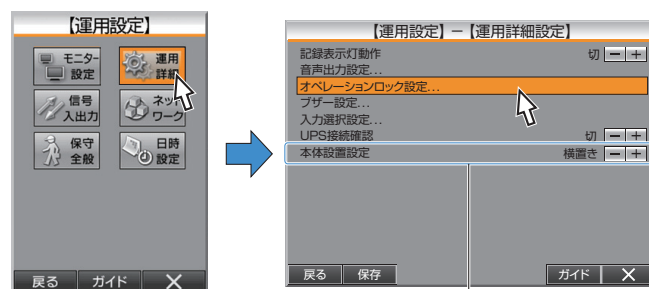 【運用設定】
モニター
設定
運用
詳細
信号
入出力
ネット
ワーク
保守
全般
日時
設定
戻る ガイド ×
【運用設定】－【運用詳細設定】
記録表示灯動作 切 － ＋
音声出力設定...
オペレーションロック設定...
ブザー設定...
入力選択設定...
UPS接続確認 切 － ＋
本体設置設定 横置き － ＋
戻る 保存 ガイド ×